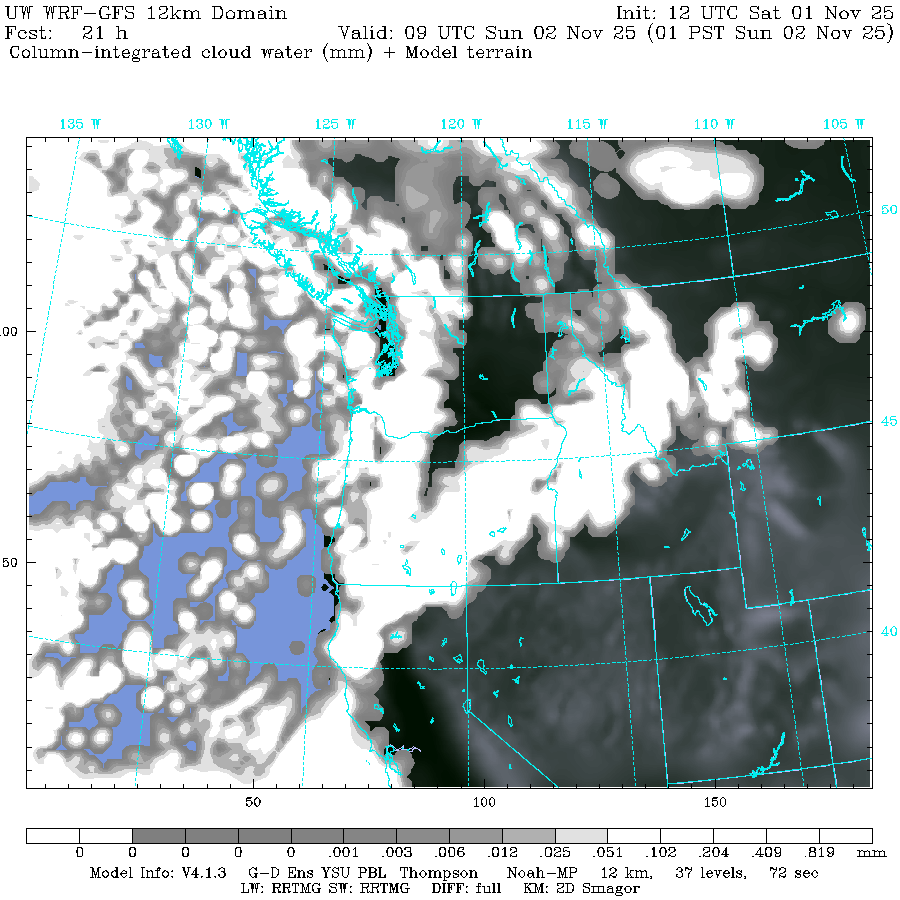 UW WRF-GFS 12km Domain Init: 12 UTC Sat 01 Nov 25
Fcst: 21 h Valid: 09 UTC Sun 02 Nov 25 (01 PST Sun 02 Nov 25)
Column-integrated cloud water (mm) + Model terrain
135 W 130 W 125 W 120 W 115 W 110 W 105 W
50
00
45
50
40
50 100 150
0 0 0 0 0 .001 .003 .006 .012 .025 .051 .102 .204 .409 .819 mm
Model Info: V4.1.3 G-D Ens YSU PBL Thompson Noah-MP 12 km, 37 levels, 72 sec
LW: RRTMG SW: RRTMG DIFF: full KM: 2D Smagor